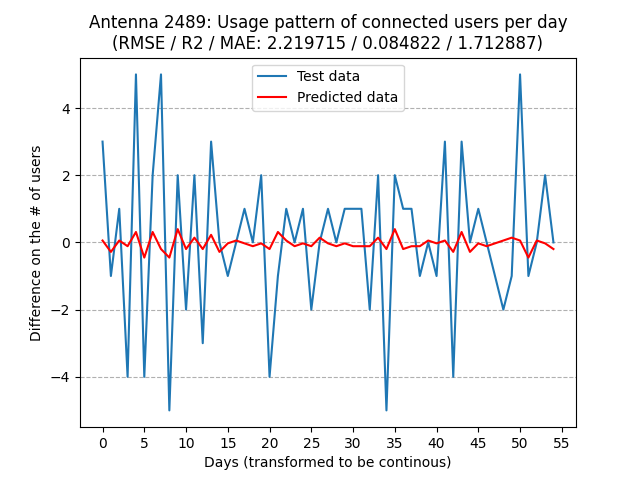 Antenna 2489: Usage pattern of connected users per day
(RMSE / R2 / MAE: 2.219715 / 0.084822 / 1.712887)
Test data
Predicted data
Difference on the # of users
4
2
0
−2
−4
0 5 10 15 20 25 30 35 40 45 50 55
Days (transformed to be continous)